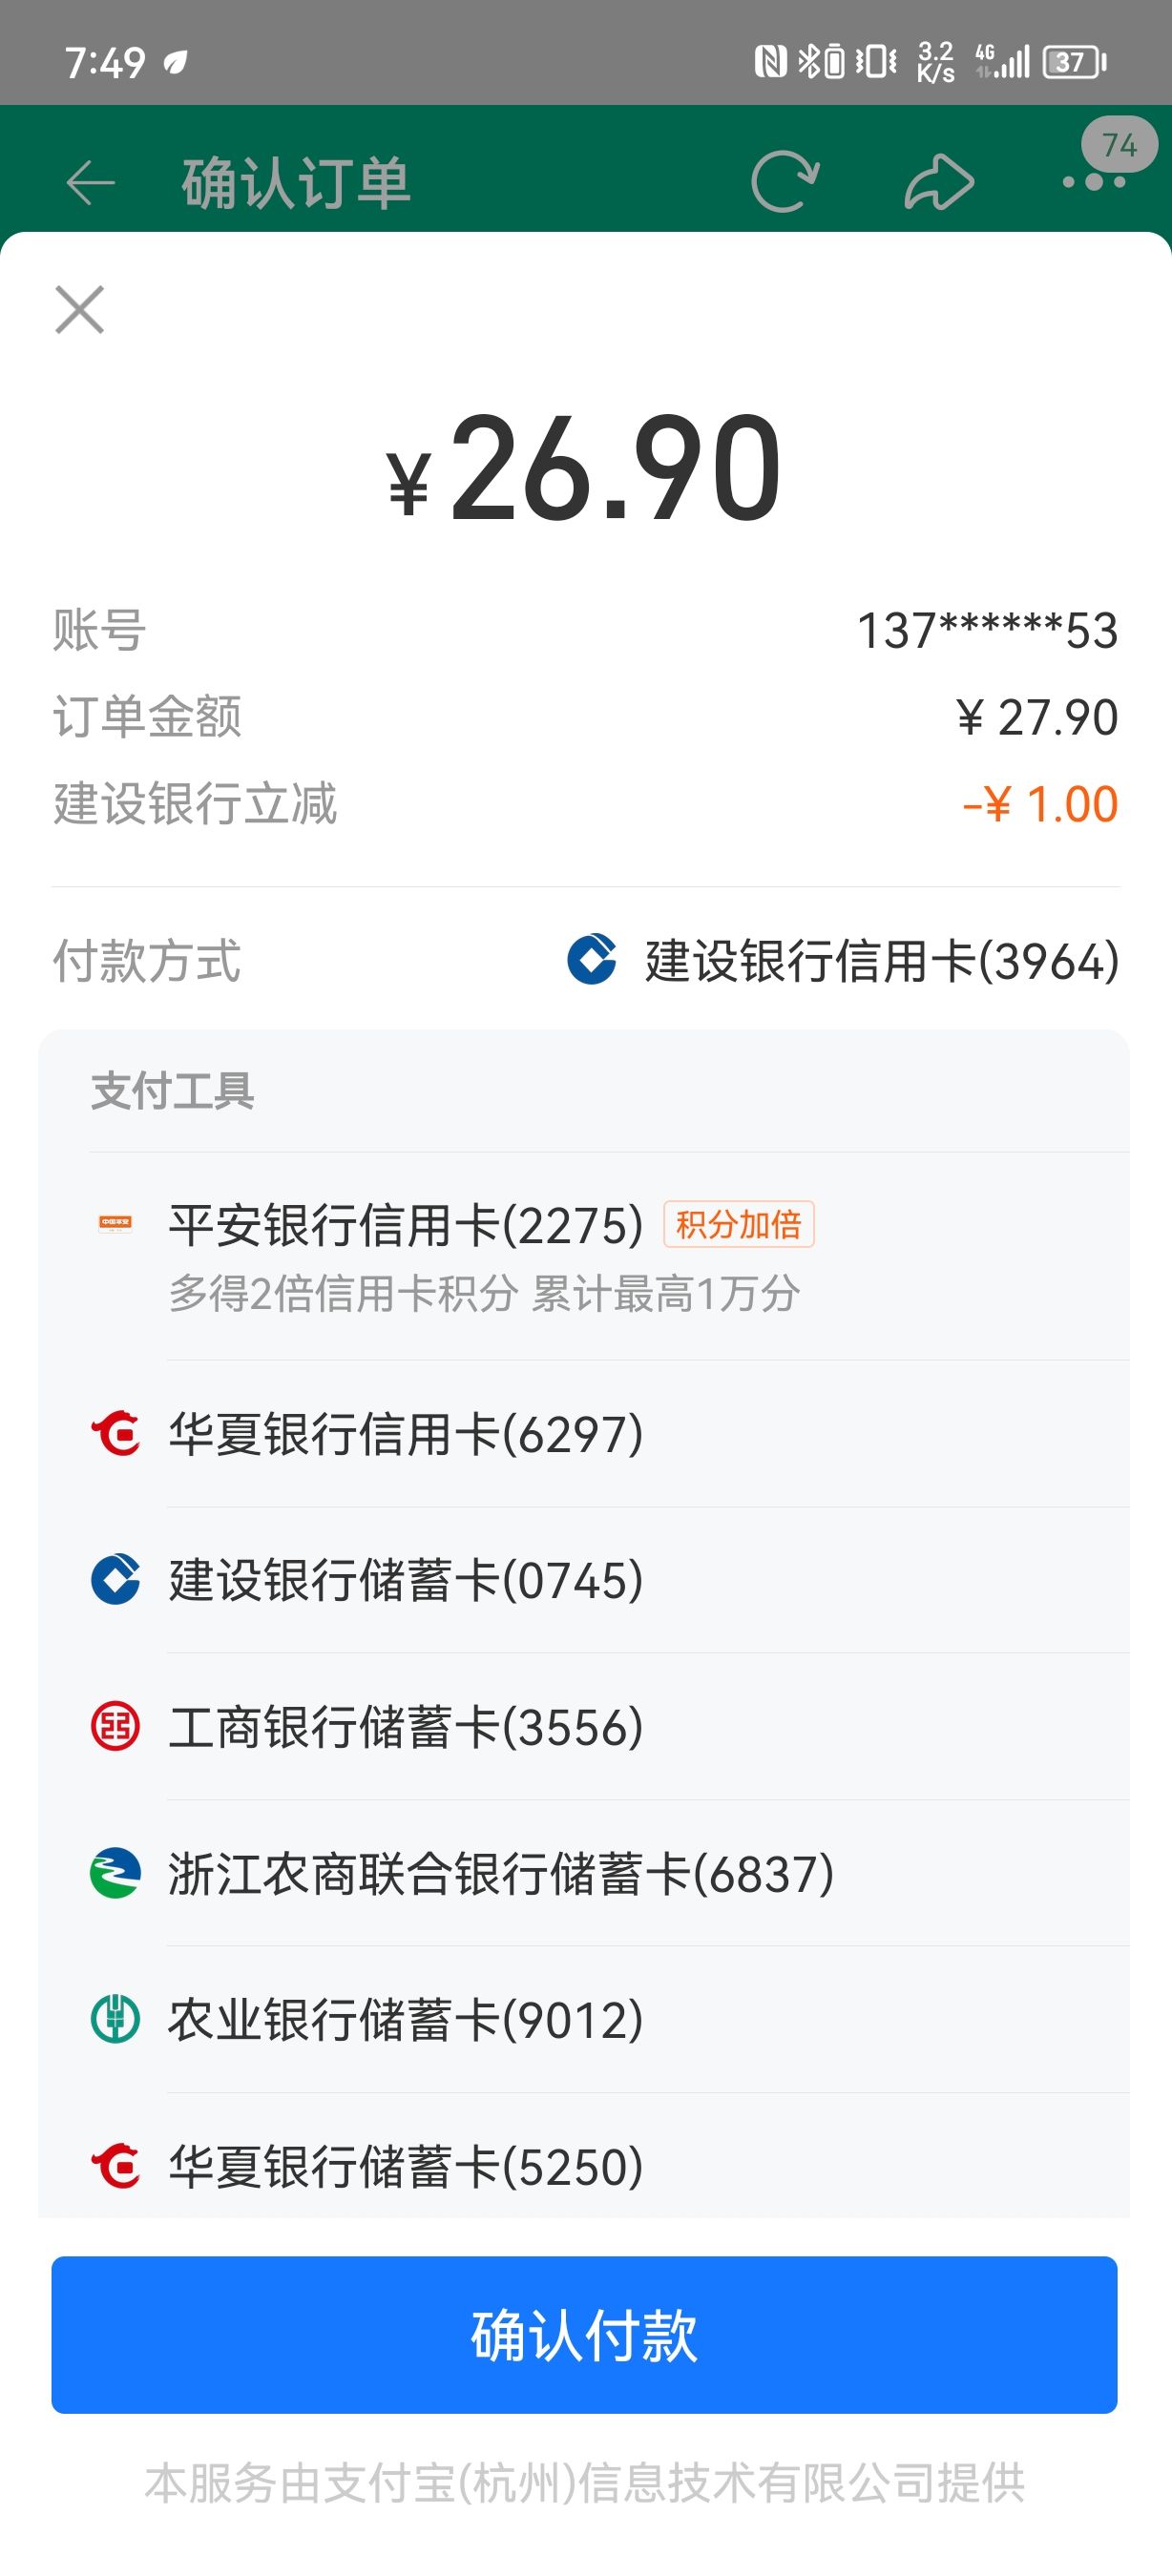 7:49
3.2
K/s
4G
37
74
确认订单
¥26.90
账号 137******53
订单金额 ¥ 27.90
建设银行立减 -¥ 1.00
付款方式 建设银行信用卡(3964)
支付工具
平安银行信用卡(2275) 积分加倍
多得2倍信用卡积分 累计最高1万分
华夏银行信用卡(6297)
建设银行储蓄卡(0745)
工商银行储蓄卡(3556)
浙江农商联合银行储蓄卡(6837)
农业银行储蓄卡(9012)
华夏银行储蓄卡(5250)
确认付款
本服务由支付宝(杭州)信息技术有限公司提供